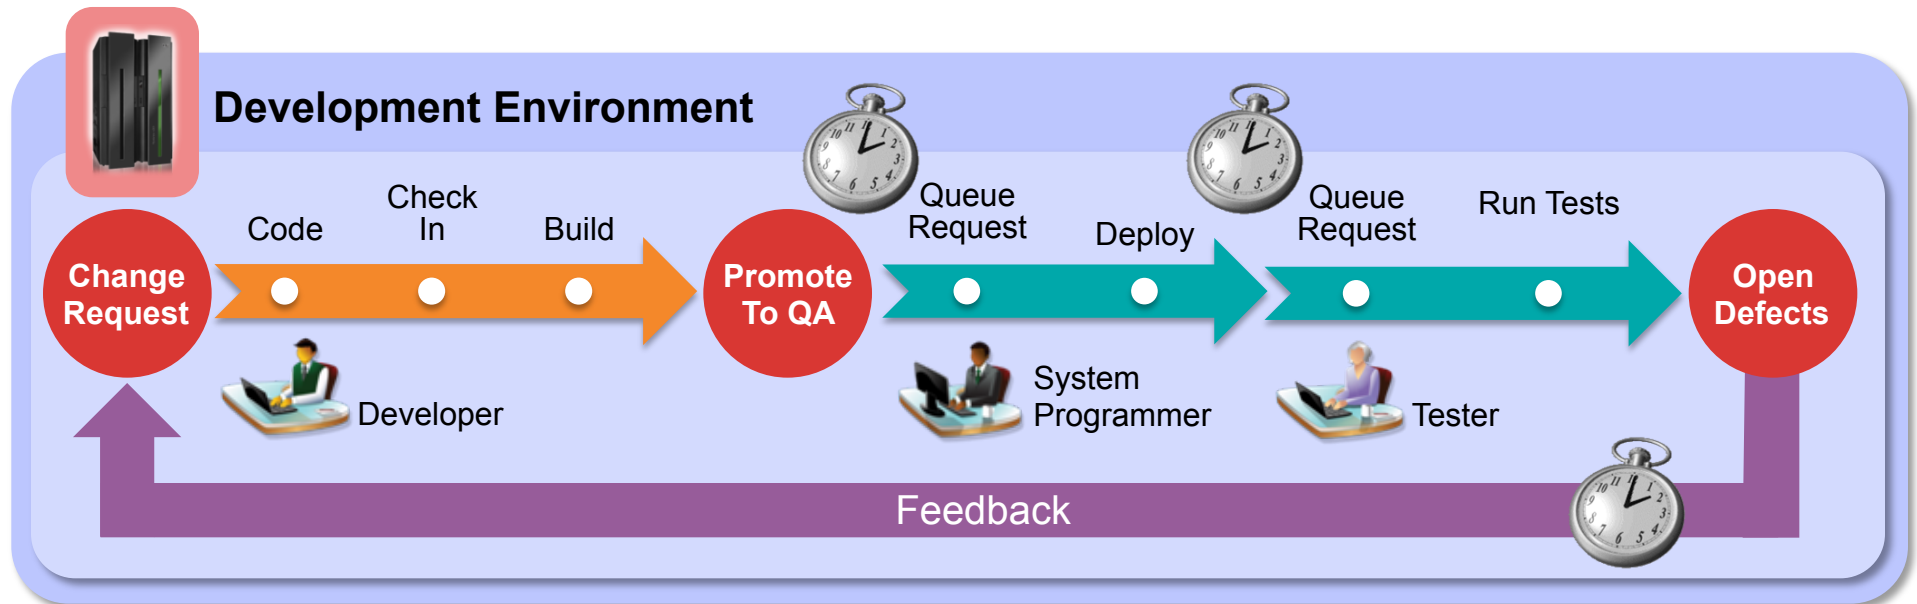 Development Environment
Change
Request
Code
Check
In
Build
Promote
To QA
Queue
Request
Deploy
Queue
Request
Run Tests
Open
Defects
Developer
System
Programmer
Tester
Feedback